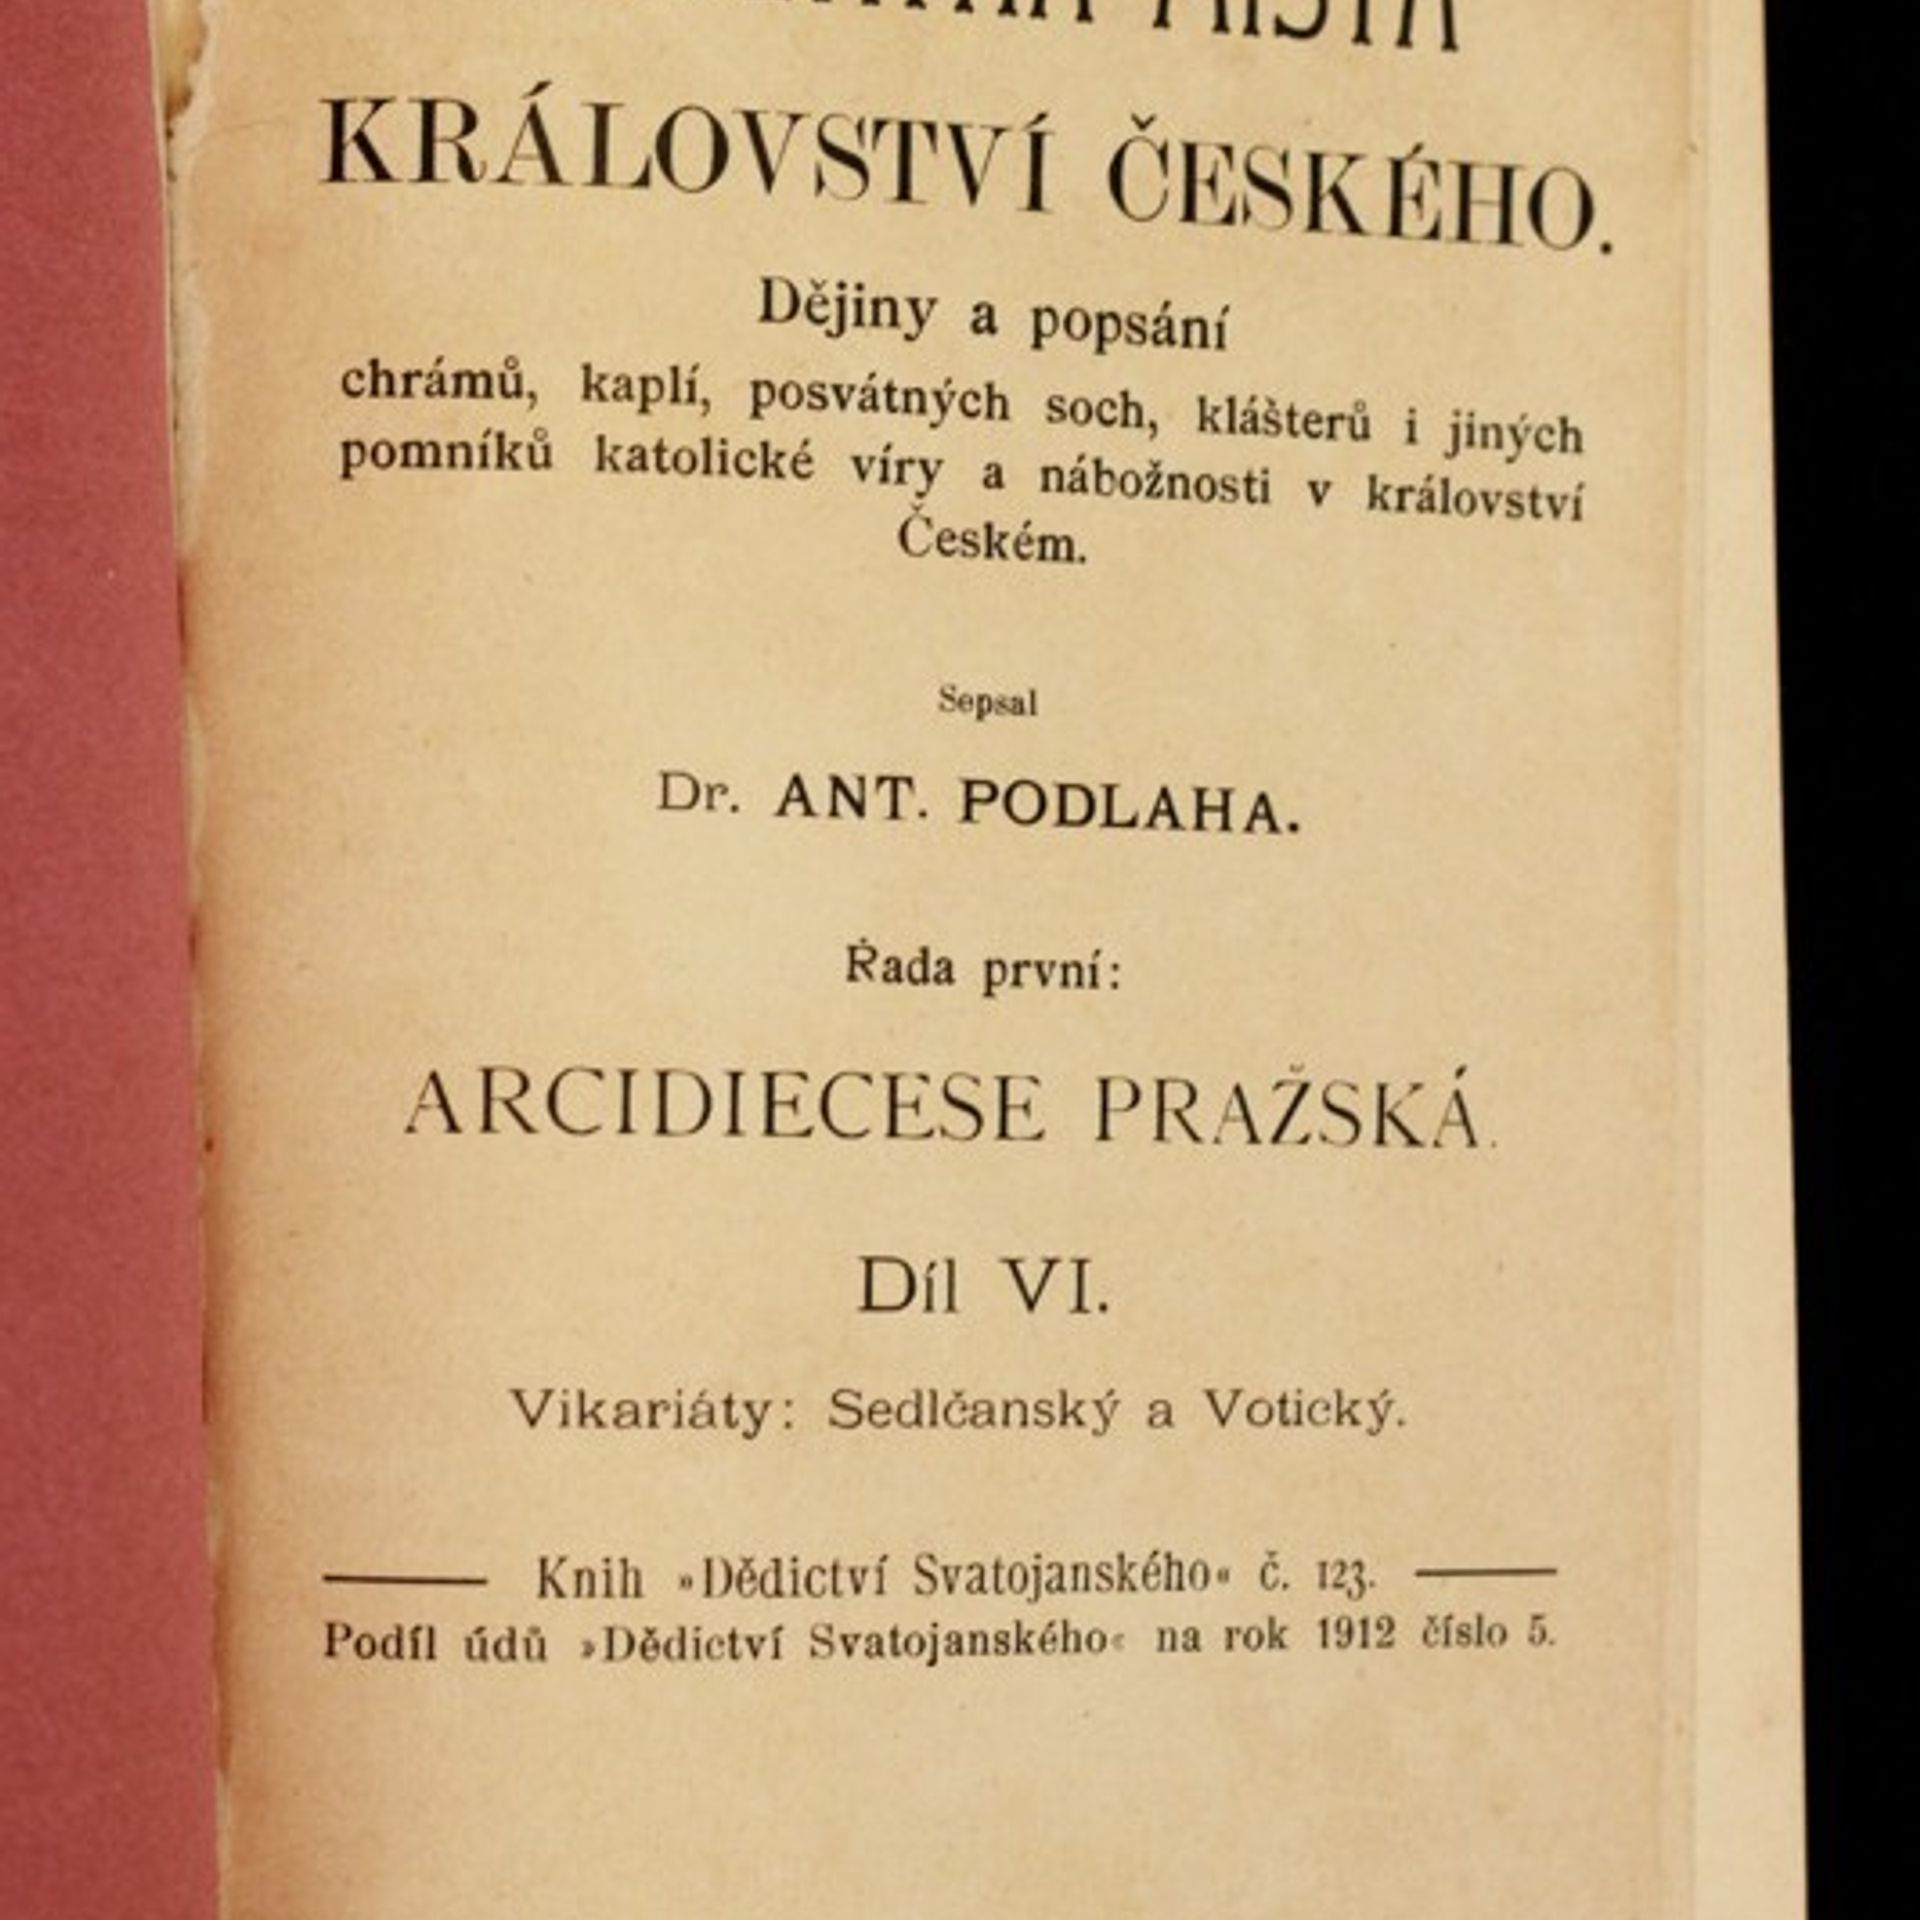 MÍSTA
KRÁLOVSTVÍ ČESKÉHO.
Dějiny a popsání
chrámů, kaplí, posvátných soch, klášterů i jiných
pomníků katolické víry a nábožnosti v království
Českém.
Sepsal
Dr. ANT. PODLAHA.
Řada první:
ARCIDIECESE PRAŽSKÁ.
Díl VI.
Vikariáty: Sedlčanský a Votický.
Knih »Dědictví Svatojanského« č. 123.
Podíl údů »Dědictví Svatojanského« na rok 1912 číslo 5.